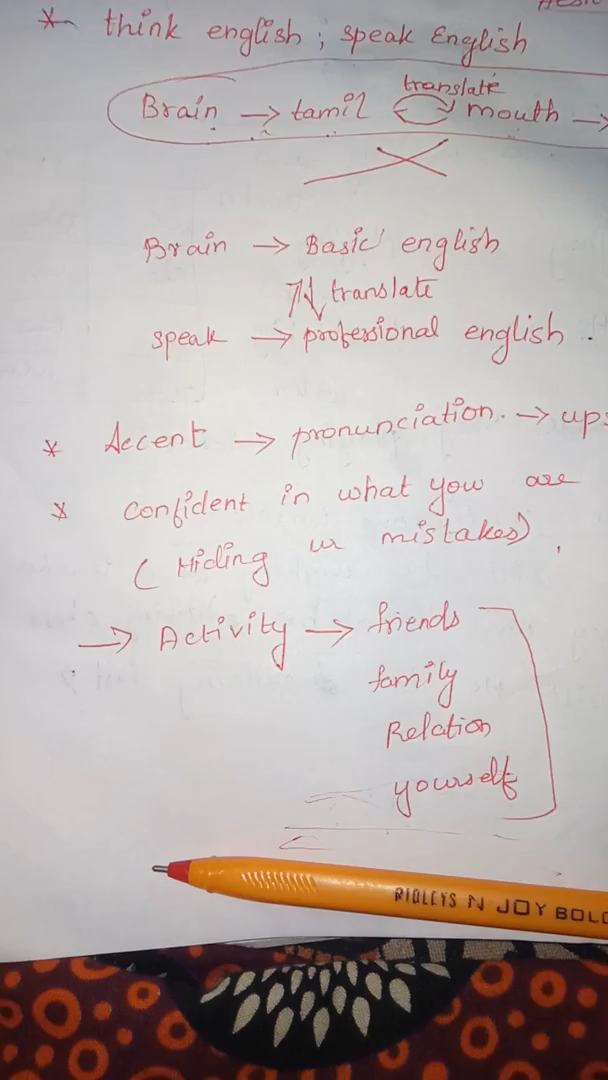 * think english ; speak English
translate
Brain → tamil mouth →
Brain → Basic english
translate
speak → professional english .
* Accent → pronunciation. → up
* confident in what you are
( Hiding ur mistakes) .
→ Activity → friends
family
Relation
yourself
RIDLEYS N JOY BOLD